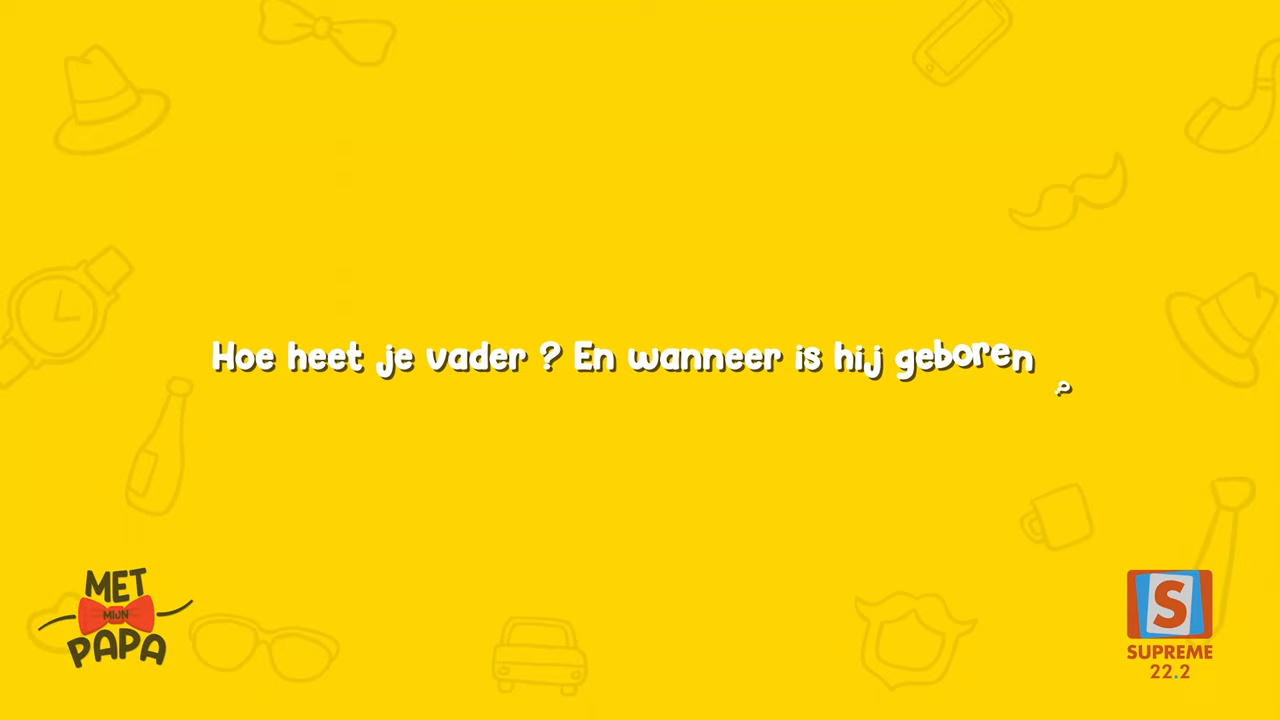 Hoe heet je vader ? En wanneer is hij geboren ?
MET
MIJN
PAPA
S
SUPREME
22.2